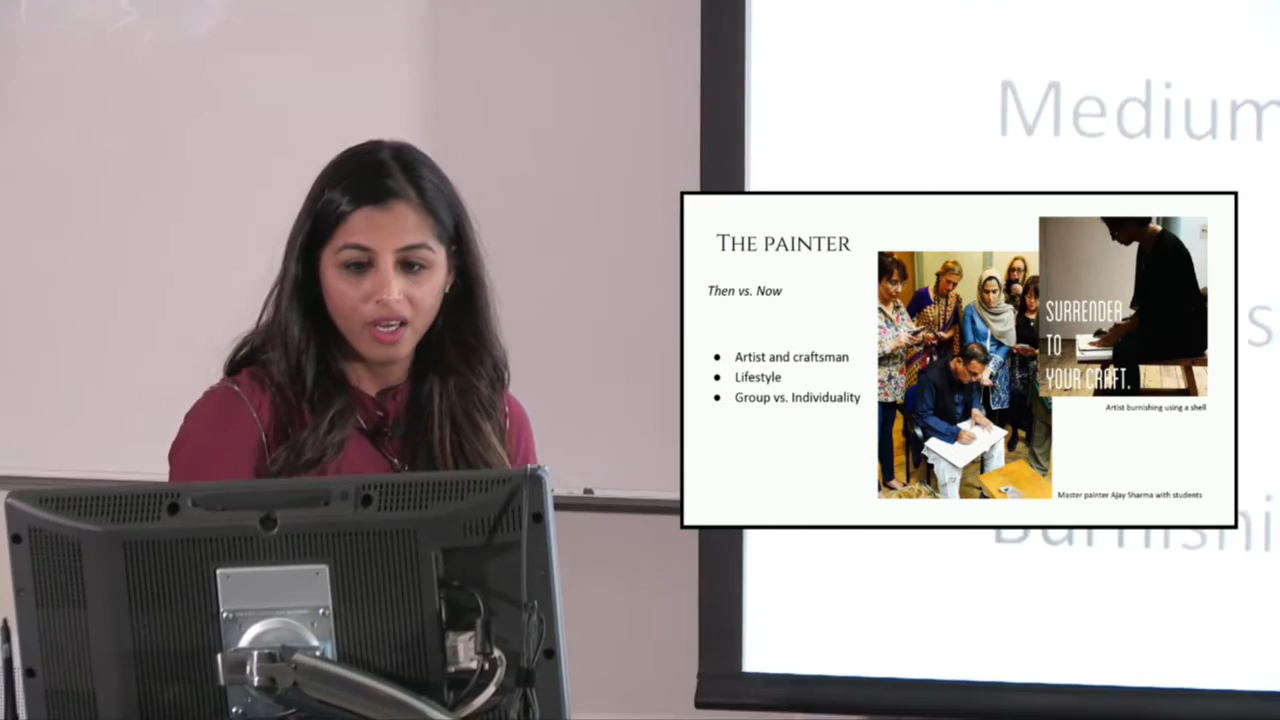 Medium
THE PAINTER
Then vs. Now
● Artist and craftsman
● Lifestyle
● Group vs. Individuality
SURRENDER
TO
YOUR CRAFT.
Artist burnishing using a shell
Master painter Ajay Sharma with students
s
Burnishi